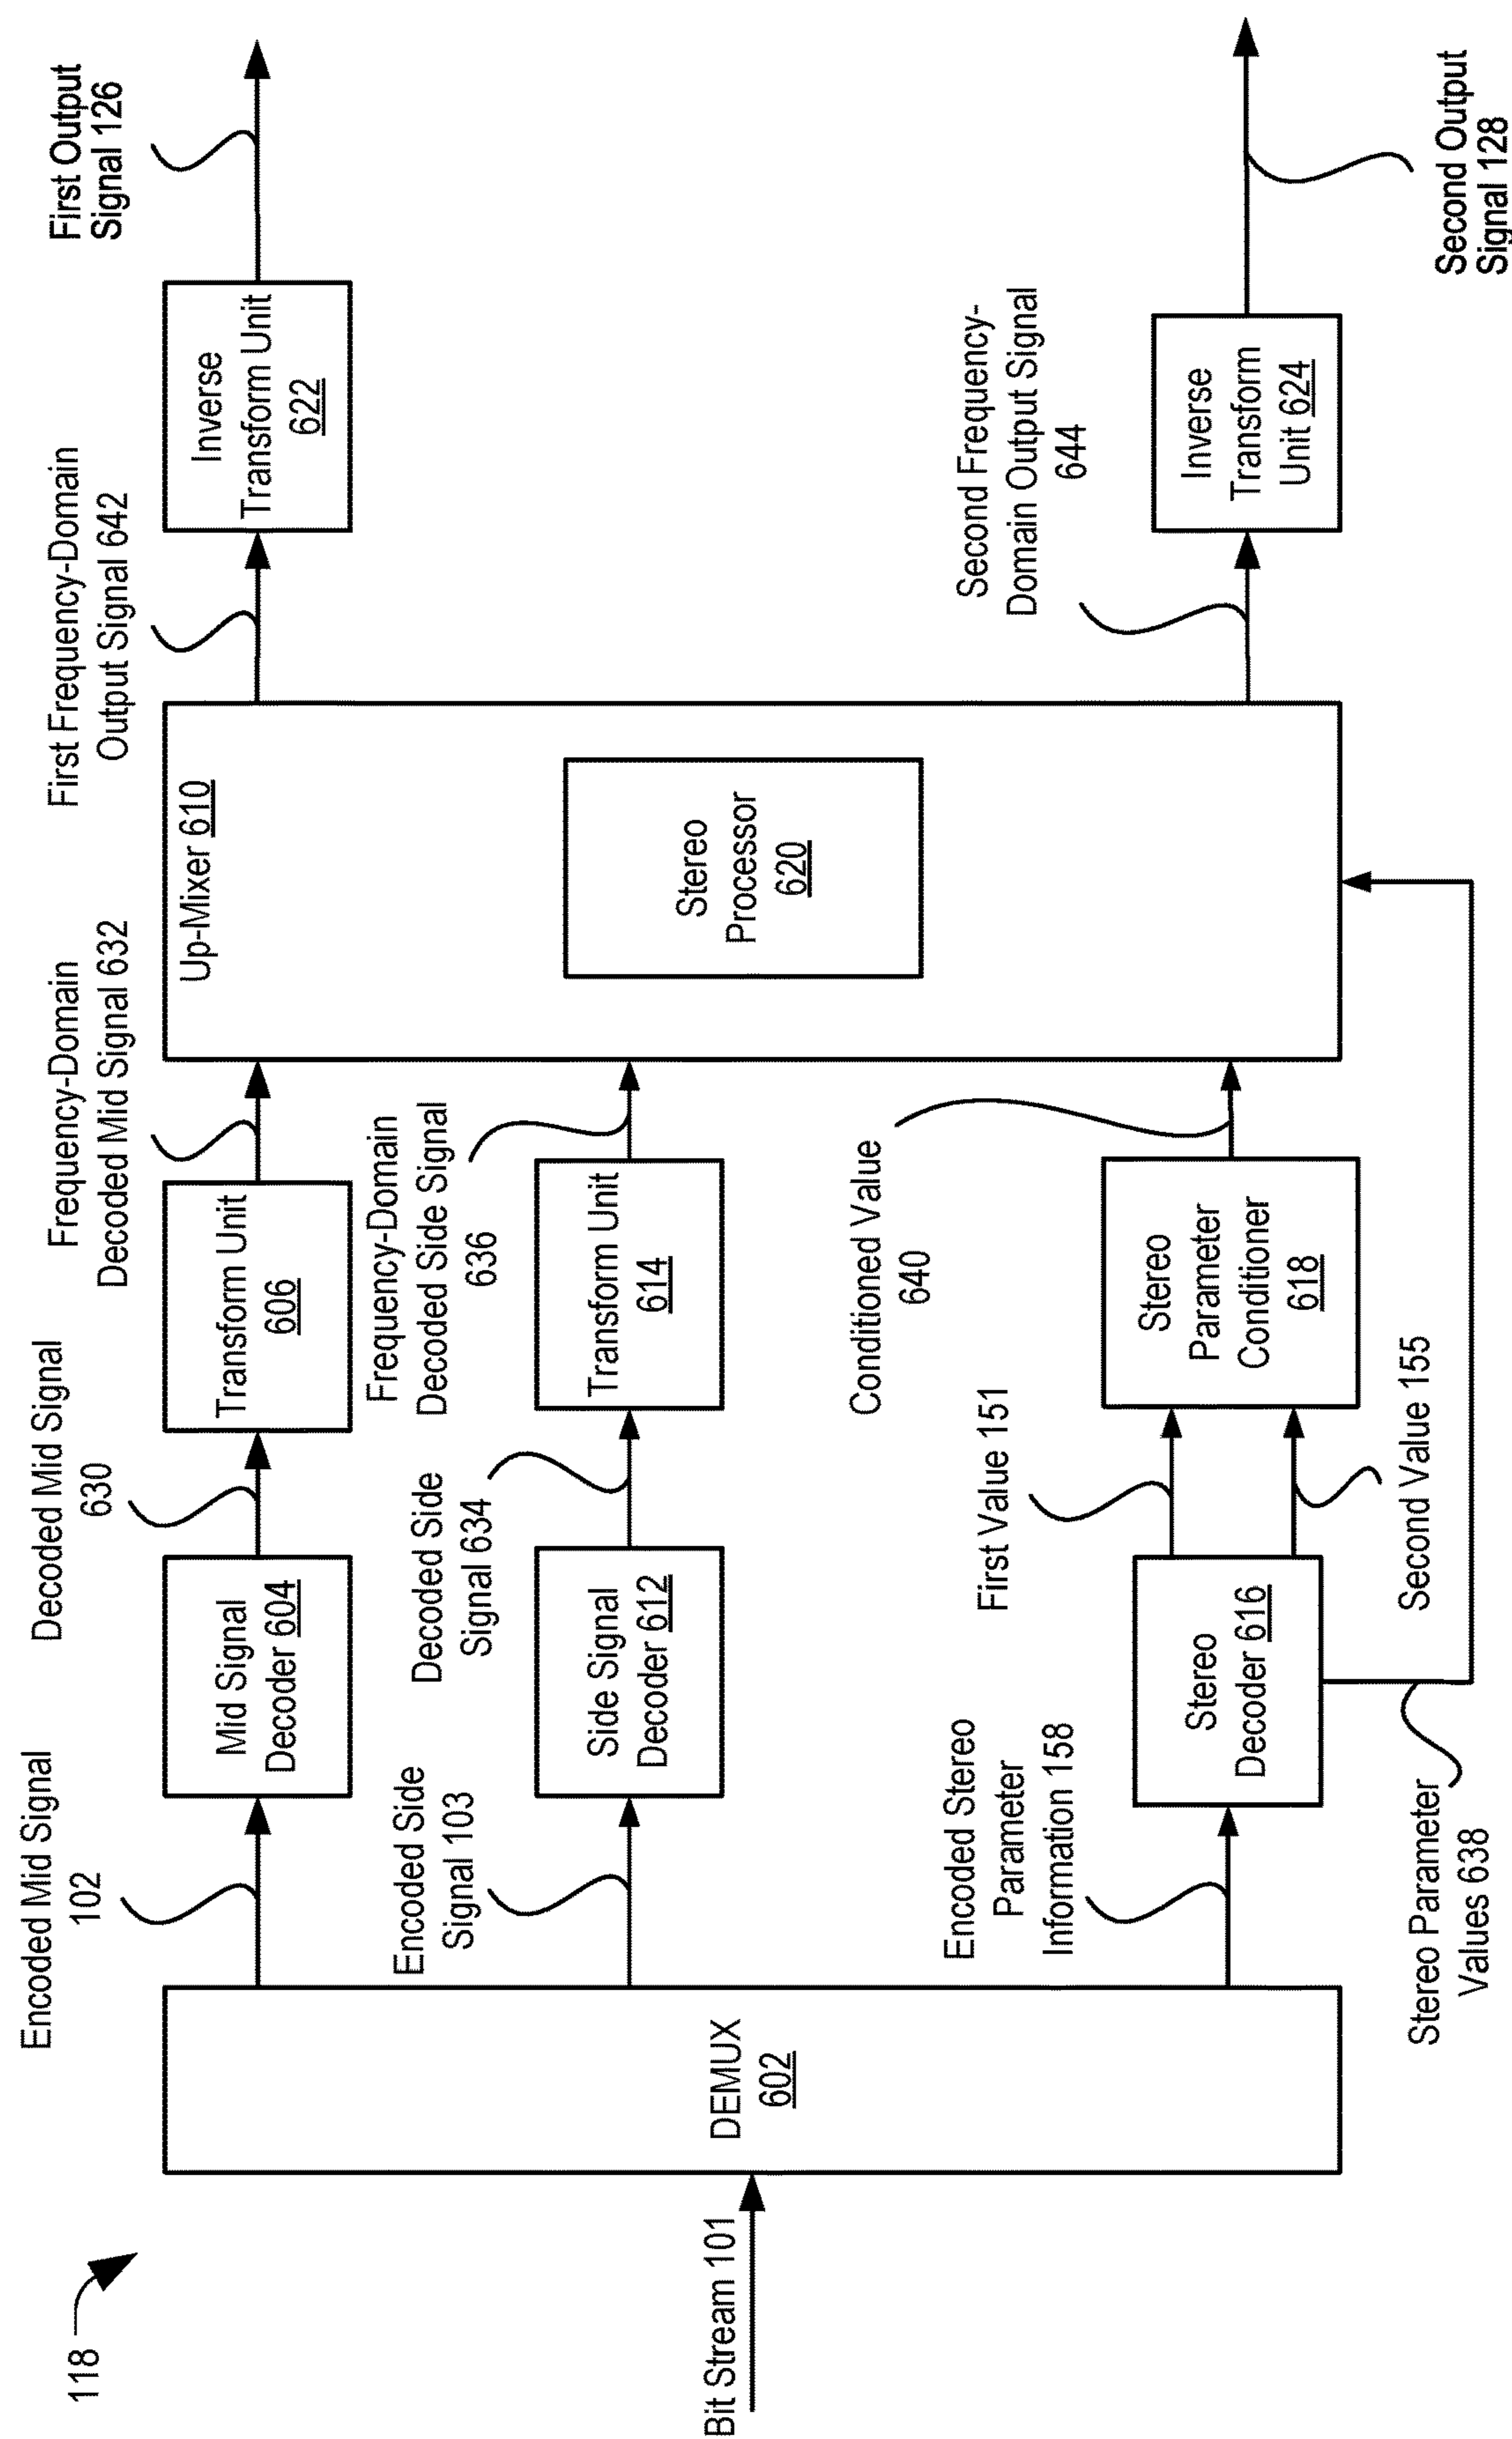 118
Bit Stream 101
DEMUX
602
Encoded Mid Signal
102
Mid Signal
Decoder 604
Decoded Mid Signal
630
Transform Unit
606
Frequency-Domain
Decoded Mid Signal 632
Encoded Side
Signal 103
Side Signal
Decoder 612
Decoded Side
Signal 634
Transform Unit
614
Frequency-Domain
Decoded Side Signal
636
Encoded Stereo
Parameter
Information 158
Stereo
Decoder 616
First Value 151
Second Value 155
Stereo Parameter
Values 638
Stereo
Parameter
Conditioner
618
Conditioned Value
640
Up-Mixer 610
Stereo
Processor
620
First Frequency-Domain
Output Signal 642
Inverse
Transform Unit
622
First Output
Signal 126
Second Frequency-
Domain Output Signal
644
Inverse
Transform
Unit 624
Second Output
Signal 128